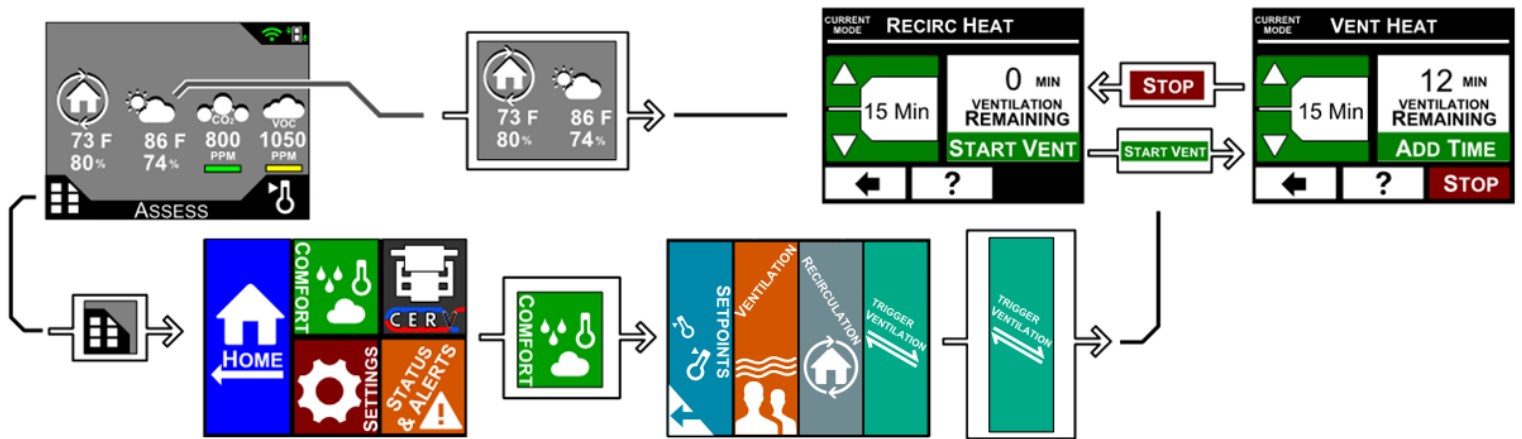 CO₂
VOC
73 F
86 F
800
1050
80%
74%
PPM
PPM
ASSESS
73 F
86 F
80%
74%
CURRENT
MODE
RECIRC HEAT
15 Min
0 MIN
VENTILATION
REMAINING
START VENT
?
STOP
START VENT
CURRENT
MODE
VENT HEAT
15 Min
12 MIN
VENTILATION
REMAINING
ADD TIME
?
STOP
HOME
COMFORT
CERV
SETTINGS
STATUS
& ALERTS
COMFORT
SETPOINTS
VENTILATION
RECIRCULATION
TRIGGER
VENTILATION
TRIGGER
VENTILATION